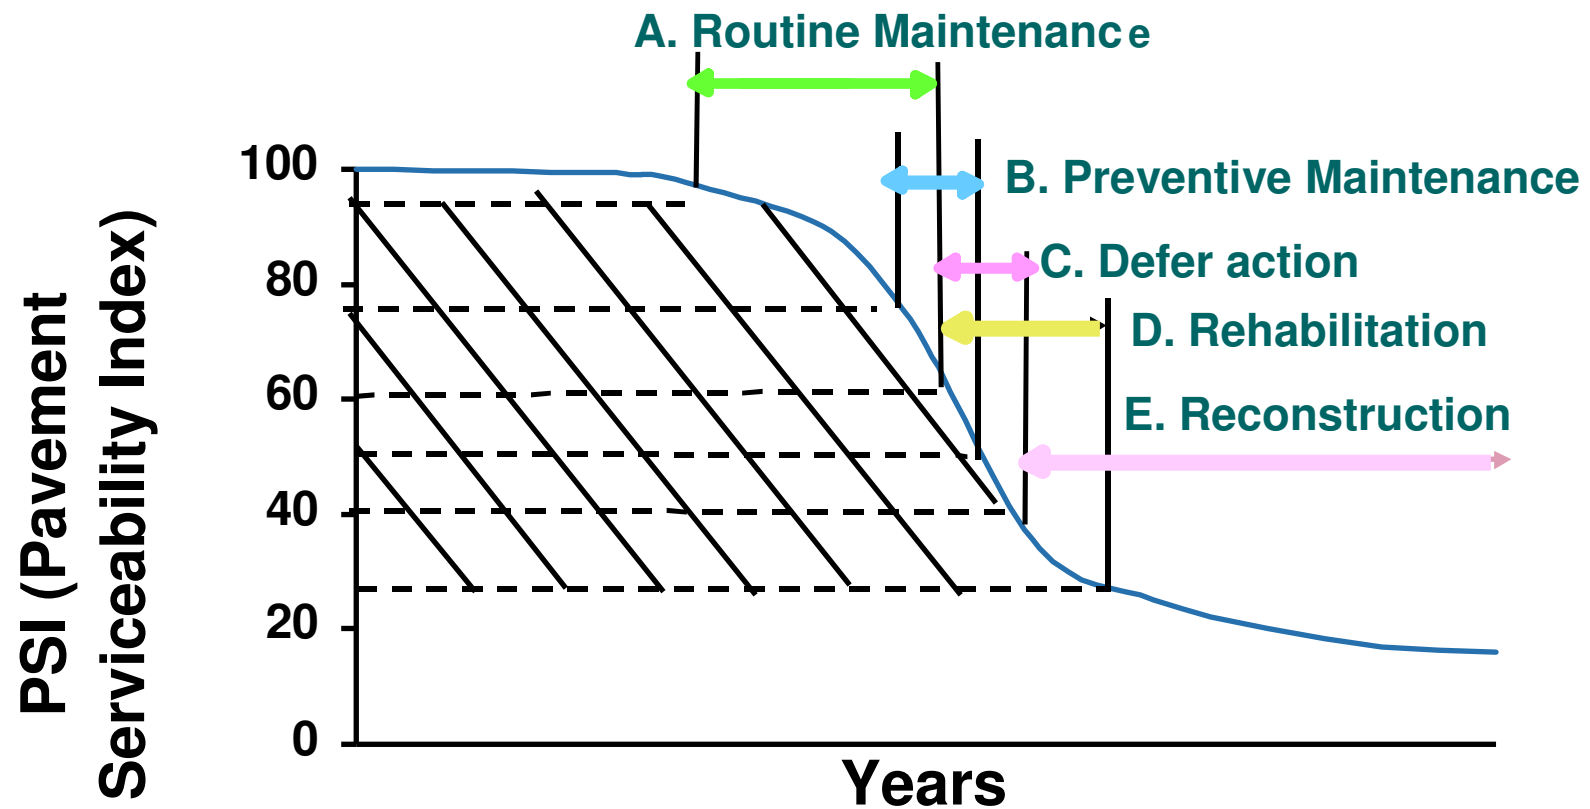 A. Routine Maintenance
100
B. Preventive Maintenance
80
C. Defer action
D. Rehabilitation
60
E. Reconstruction
40
20
0
PSI (Pavement
Serviceability Index)
Years